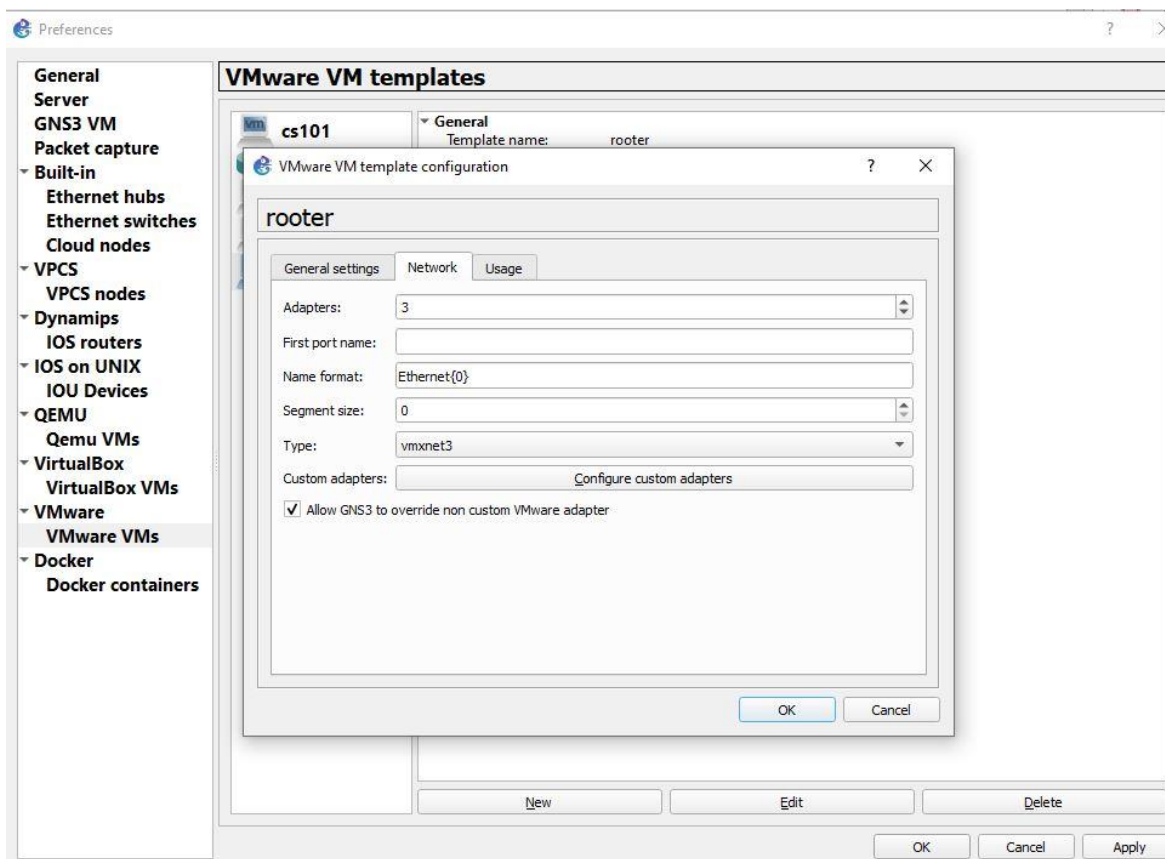 Preferences
?
General
Server
GNS3 VM
Packet capture
Built-in
Ethernet hubs
Ethernet switches
Cloud nodes
VPCS
VPCS nodes
Dynamips
IOS routers
IOS on UNIX
IOU Devices
QEMU
Qemu VMs
VirtualBox
VirtualBox VMs
VMware
VMware VMs
Docker
Docker containers
VMware VM templates
vm cs101
General
Template name: rooter
VMware VM template configuration ?
rooter
General settings Network Usage
Adapters: 3
First port name:
Name format: Ethernet{0}
Segment size: 0
Type: vmxnet3
Custom adapters: Configure custom adapters
Allow GNS3 to override non custom VMware adapter
OK Cancel
New Edit Delete
OK Cancel Apply